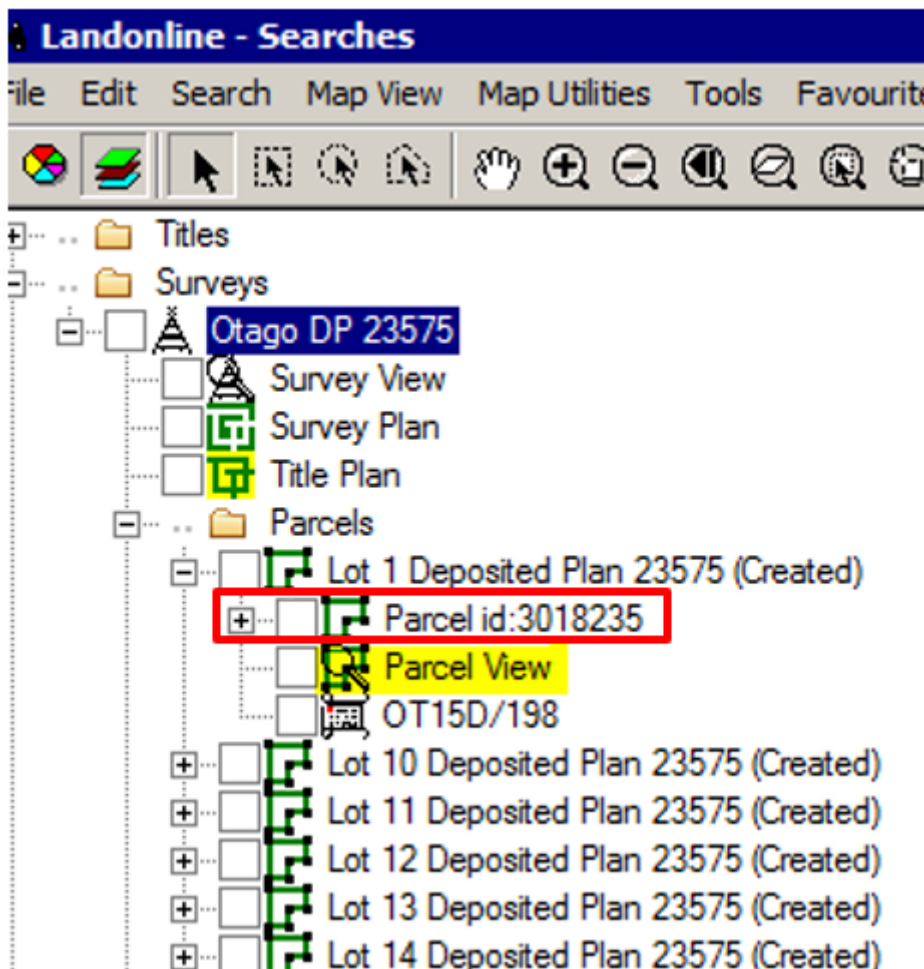 Landonline - Searches
File Edit Search Map View Map Utilities Tools Favourite
Titles
Surveys
Otago DP 23575
Survey View
Survey Plan
Title Plan
Parcels
Lot 1 Deposited Plan 23575 (Created)
Parcel id:3018235
Parcel View
OT15D/198
Lot 10 Deposited Plan 23575 (Created)
Lot 11 Deposited Plan 23575 (Created)
Lot 12 Deposited Plan 23575 (Created)
Lot 13 Deposited Plan 23575 (Created)
Lot 14 Deposited Plan 23575 (Created)